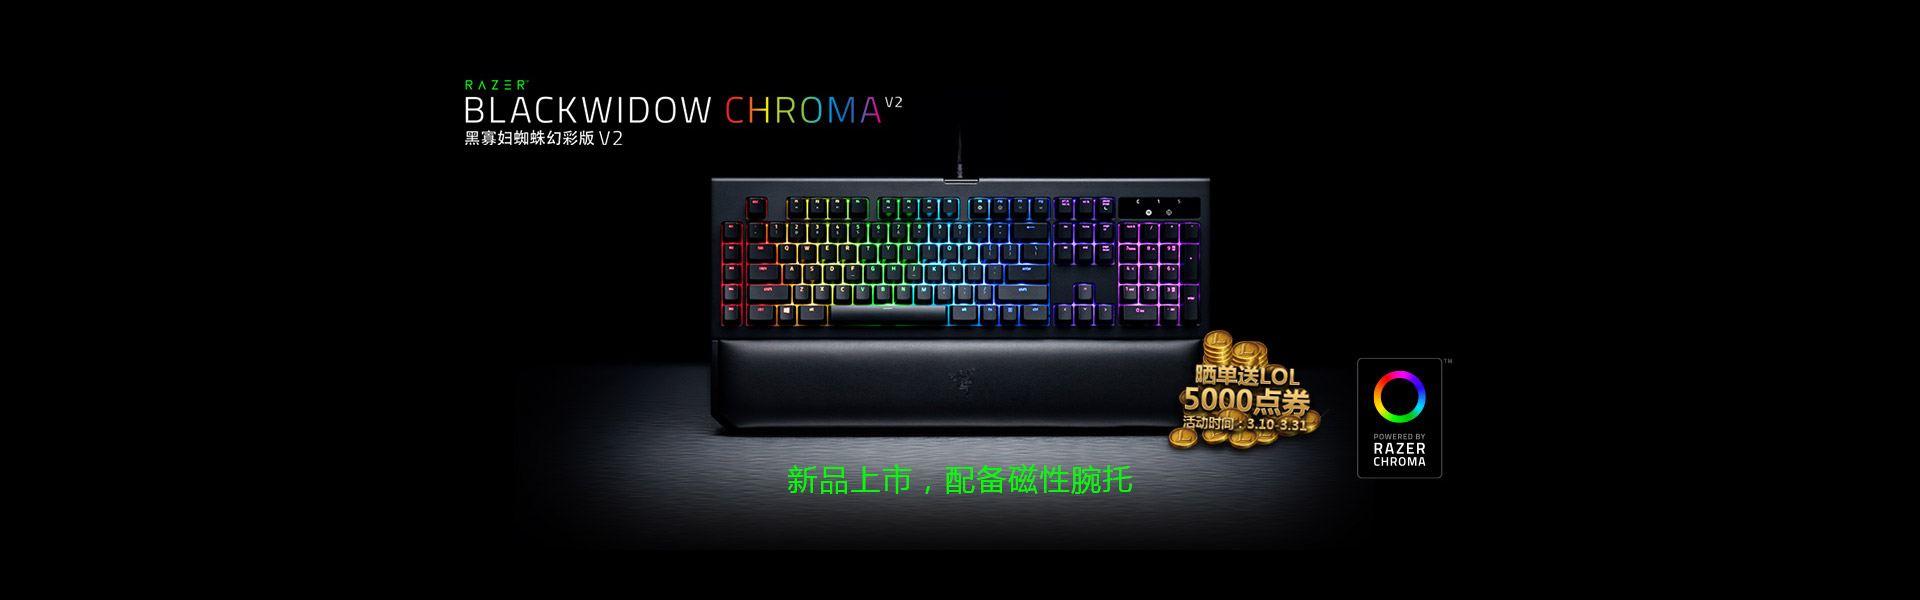 RAZER™
BLACKWIDOW CHROMA V2
黑寡妇蜘蛛幻彩版 V2
晒单送LOL
5000点券
活动时间：3.10-3.31
新品上市，配备磁性腕托
TM
POWERED BY
RAZER
CHROMA